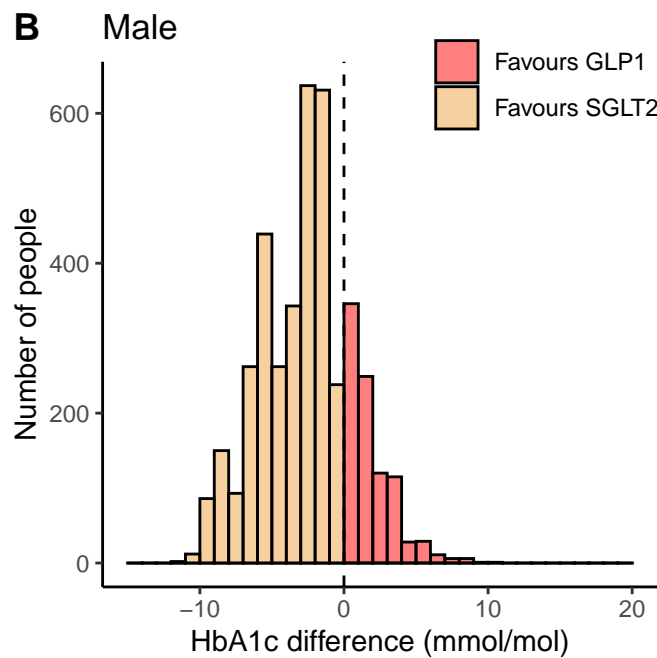 B Male
Favours GLP1
Favours SGLT2
Number of people
600
400
200
0
−10 0 10 20
HbA1c difference (mmol/mol)